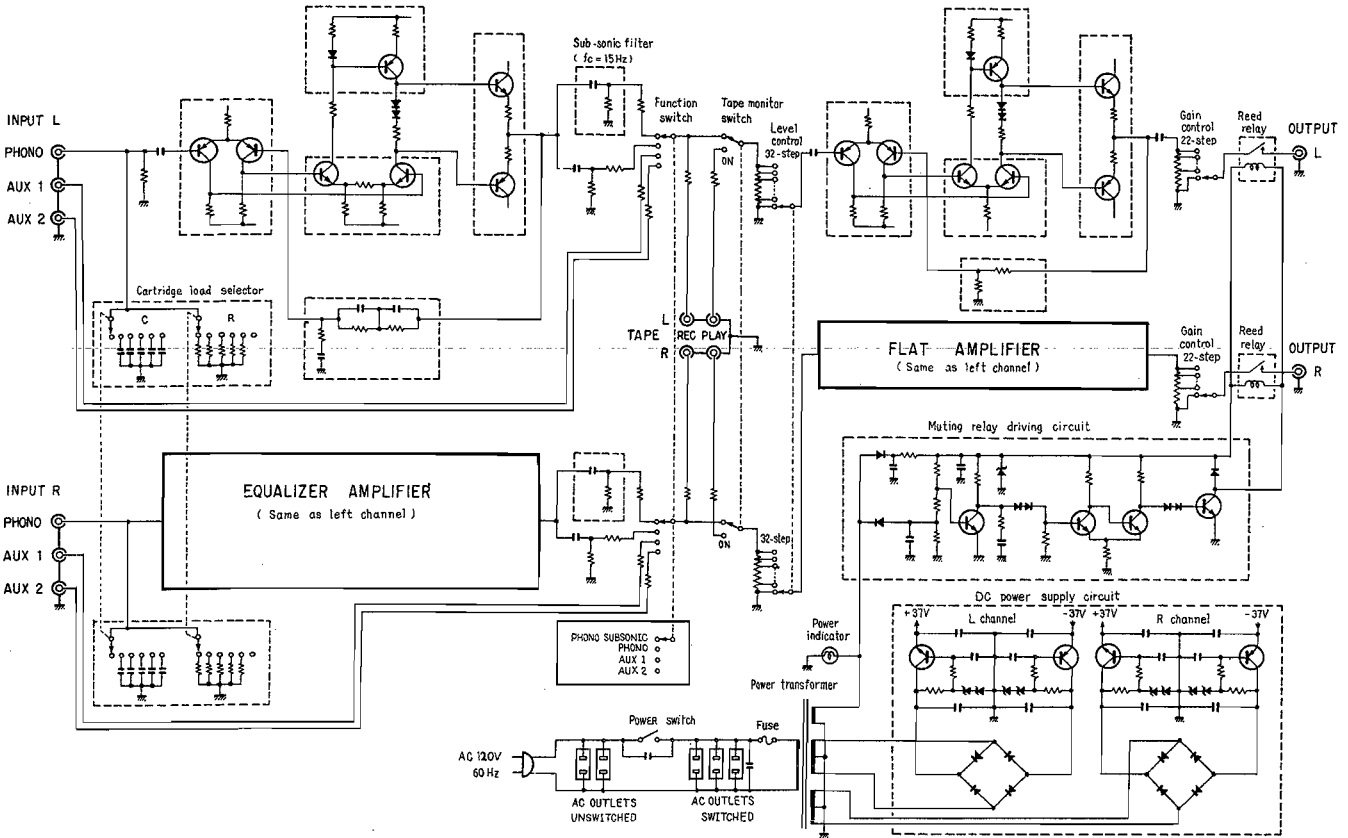 INPUT L
PHONO
AUX 1
AUX 2
Cartridge load selector
C
R
Sub-sonic filter
( fc = 15Hz)
Function
switch
Tape monitor
switch
ON
Level
control
32-step
Gain
control
22-step
Reed
relay
OUTPUT
L
TAPE
L
REC PLAY
R
FLAT AMPLIFIER
( Same as left channel )
Gain
control
22-step
Reed
relay
OUTPUT
R
Muting relay driving circuit
INPUT R
PHONO
AUX 1
AUX 2
EQUALIZER AMPLIFIER
( Same as left channel )
ON
32-step
PHONO SUBSONIC
PHONO
AUX 1
AUX 2
Power
indicator
Power transformer
DC power supply circuit
+37V
L channel
-37V
+37V
R channel
-37V
POWER switch
Fuse
AC 120V
60 Hz
AC OUTLETS
UNSWITCHED
AC OUTLETS
SWITCHED